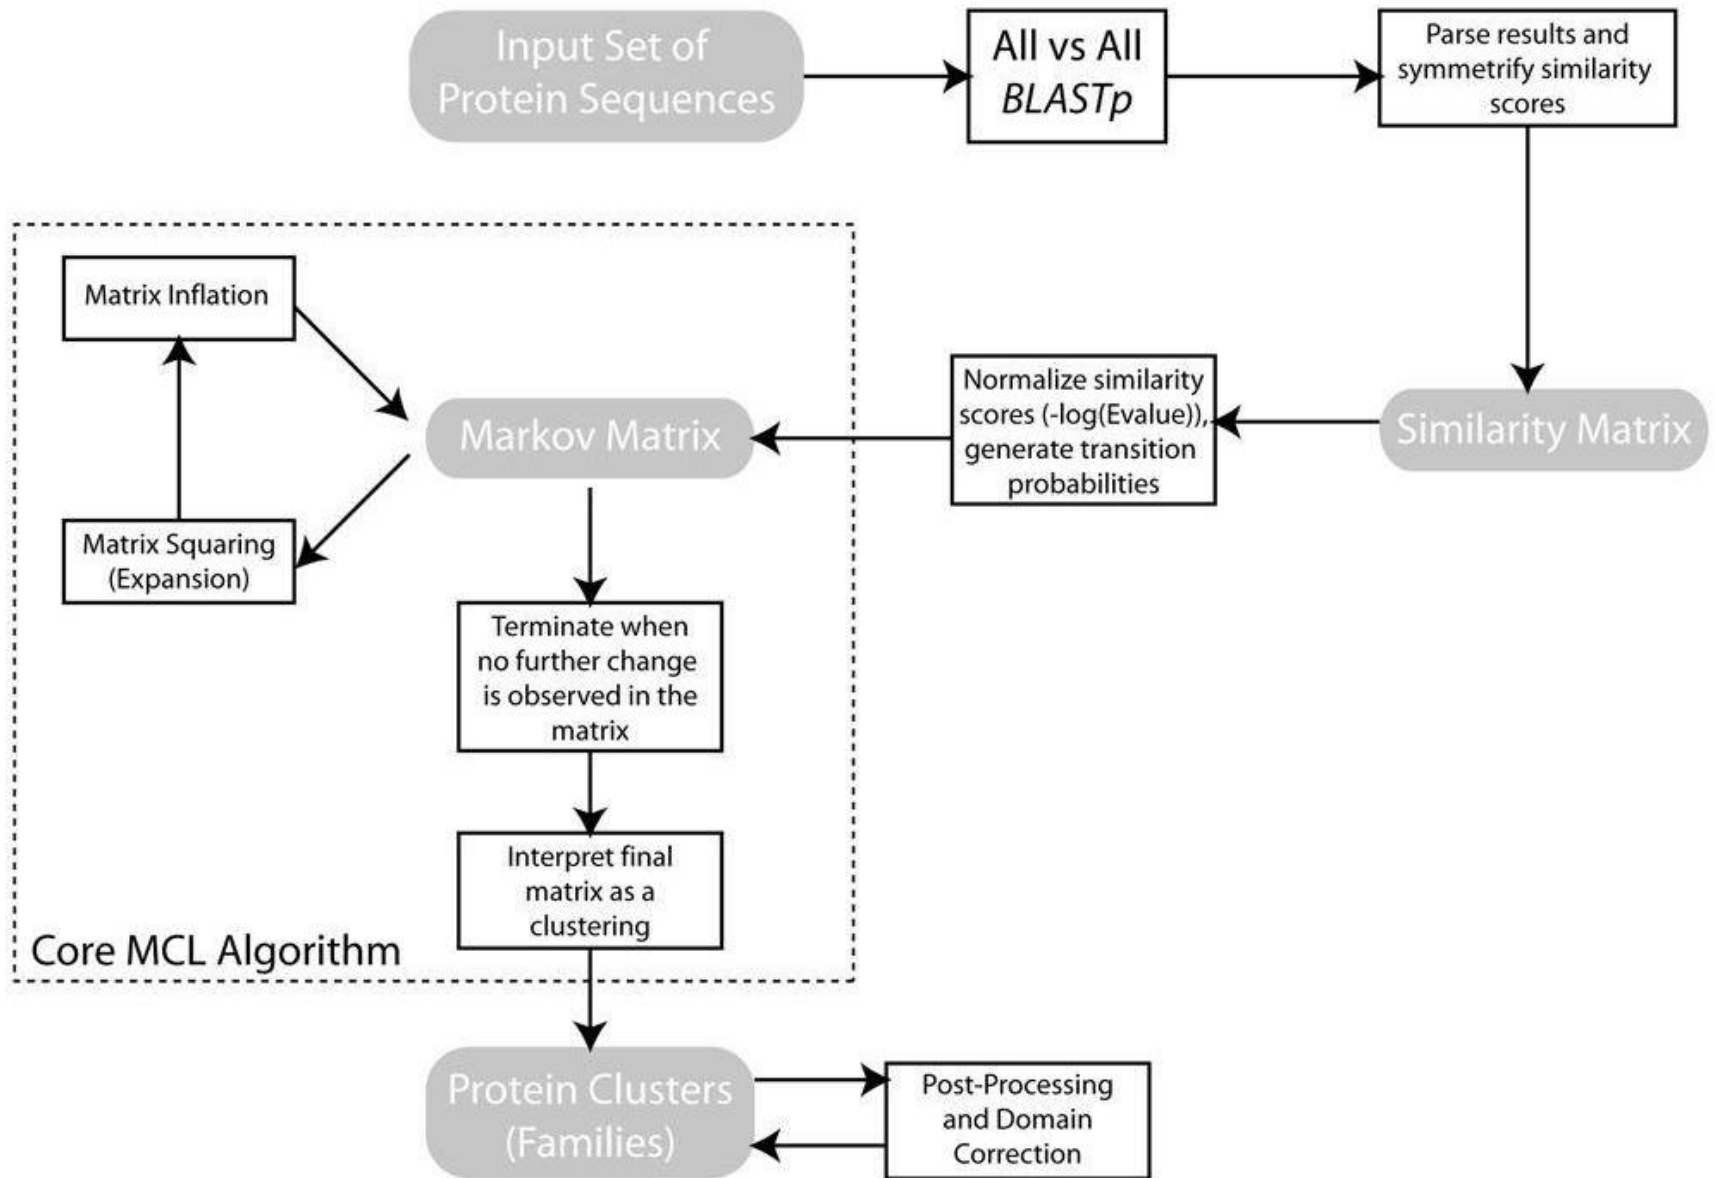 Input Set of
Protein Sequences
All vs All
BLASTp
Parse results and
symmetrify similarity
scores
Matrix Inflation
Markov Matrix
Matrix Squaring
(Expansion)
Normalize similarity
scores (-log(Evalue)),
generate transition
probabilities
Similarity Matrix
Terminate when
no further change
is observed in the
matrix
Interpret final
matrix as a
clustering
Core MCL Algorithm
Protein Clusters
(Families)
Post-Processing
and Domain
Correction